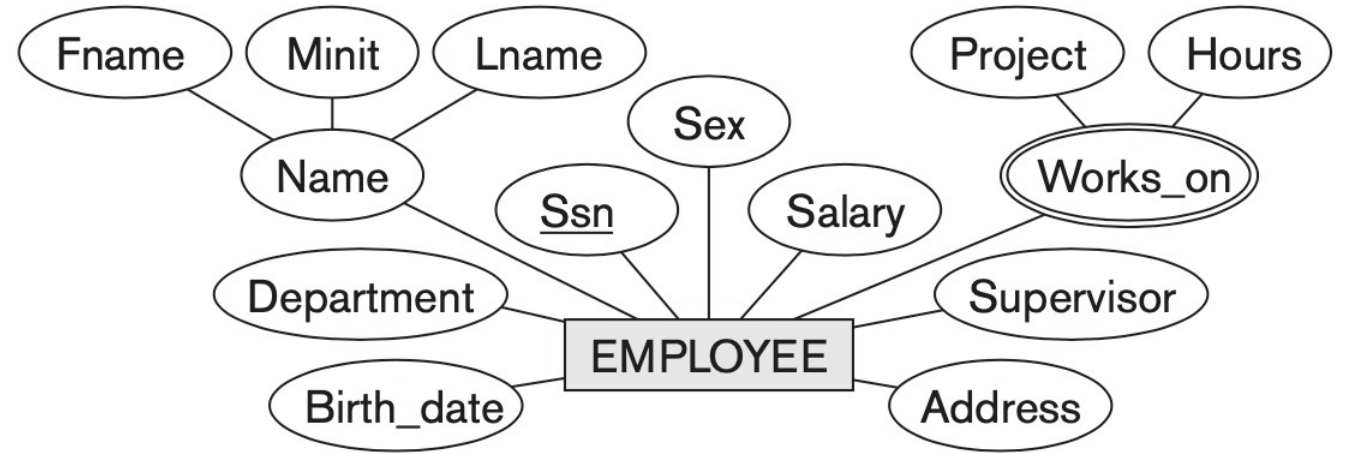 Fname
Minit
Lname
Project
Hours
Sex
Name
Works_on
Ssn
Salary
Department
Supervisor
EMPLOYEE
Birth_date
Address